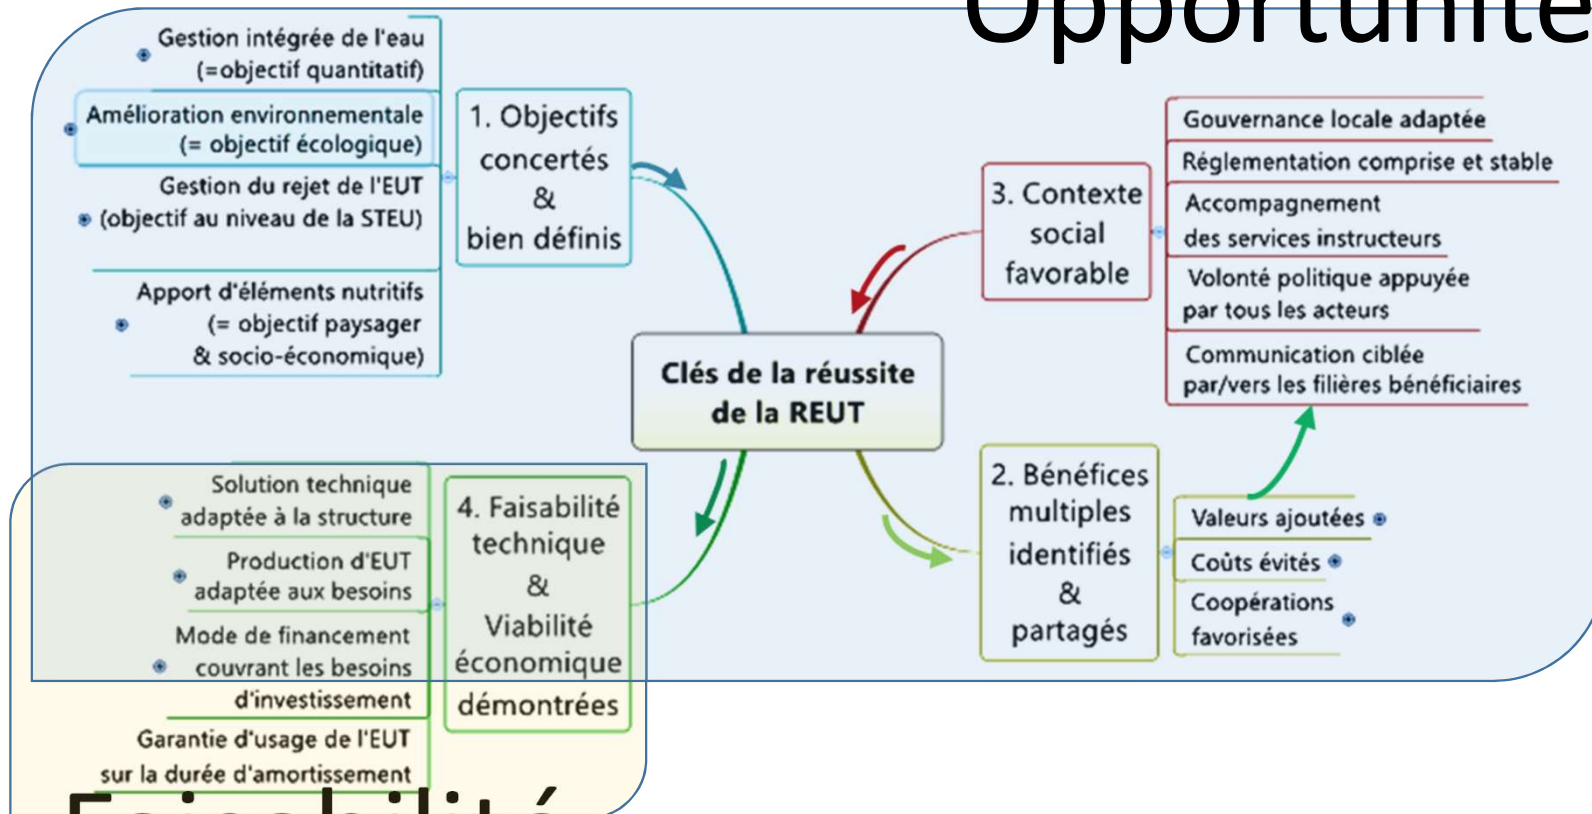 Opportunité
Gestion intégrée de l'eau
(=objectif quantitatif)
Amélioration environnementale
(= objectif écologique)
Gestion du rejet de l'EUT
(objectif au niveau de la STEU)
Apport d'éléments nutritifs
(= objectif paysager
& socio-économique)
1. Objectifs
concertés
&
bien définis
3. Contexte
social
favorable
Gouvernance locale adaptée
Réglementation comprise et stable
Accompagnement
des services instructeurs
Volonté politique appuyée
par tous les acteurs
Communication ciblée
par/vers les filières bénéficiaires
Clés de la réussite
de la REUT
2. Bénéfices
multiples
identifiés
&
partagés
Valeurs ajoutées
Coûts évités
Coopérations
favorisées
Solution technique
adaptée à la structure
Production d'EUT
adaptée aux besoins
Mode de financement
couvrant les besoins
d'investissement
Garantie d'usage de l'EUT
sur la durée d'amortissement
4. Faisabilité
technique
&
Viabilité
économique
démontrées
Faisabilité